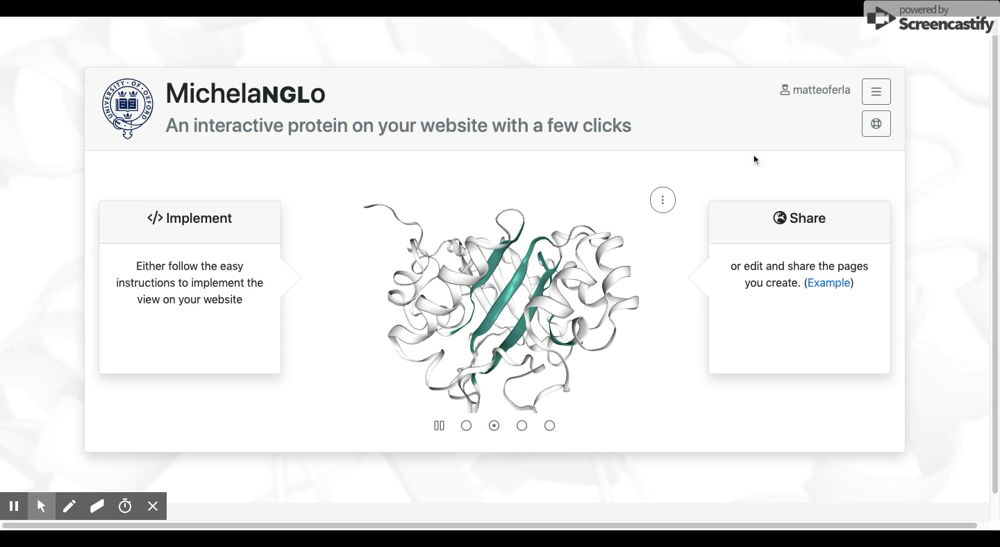 powered by
Screencastify
UNIVERSITY · OF · OXFORD
MichelaNGLo
matteoferla
An interactive protein on your website with a few clicks
</> Implement
Share
Either follow the easy
instructions to implement the
view on your website
or edit and share the pages
you create. (Example)